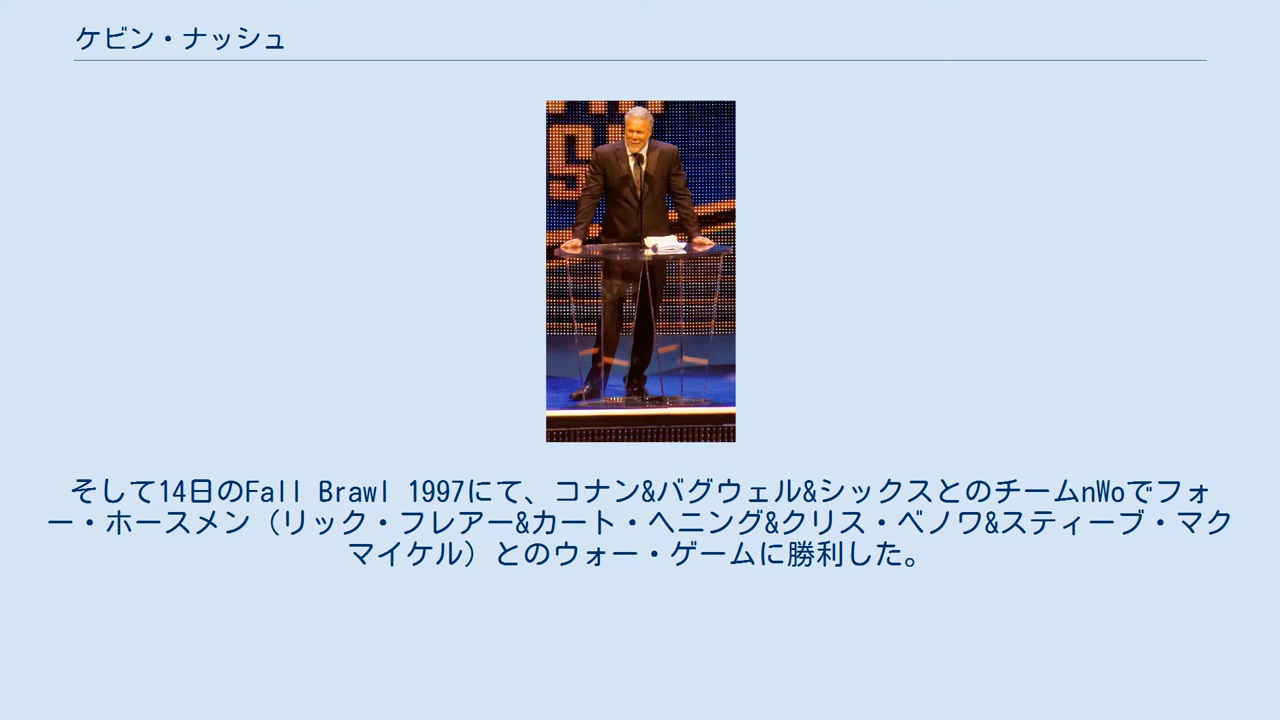 ケビン・ナッシュ
そして14日のFall Brawl 1997にて、コナン&バグウェル&シックスとのチームnWoでフォ
ー・ホースメン（リック・フレアー&カート・ヘニング&クリス・ベノワ&スティーブ・マク
マイケル）とのウォー・ゲームに勝利した。